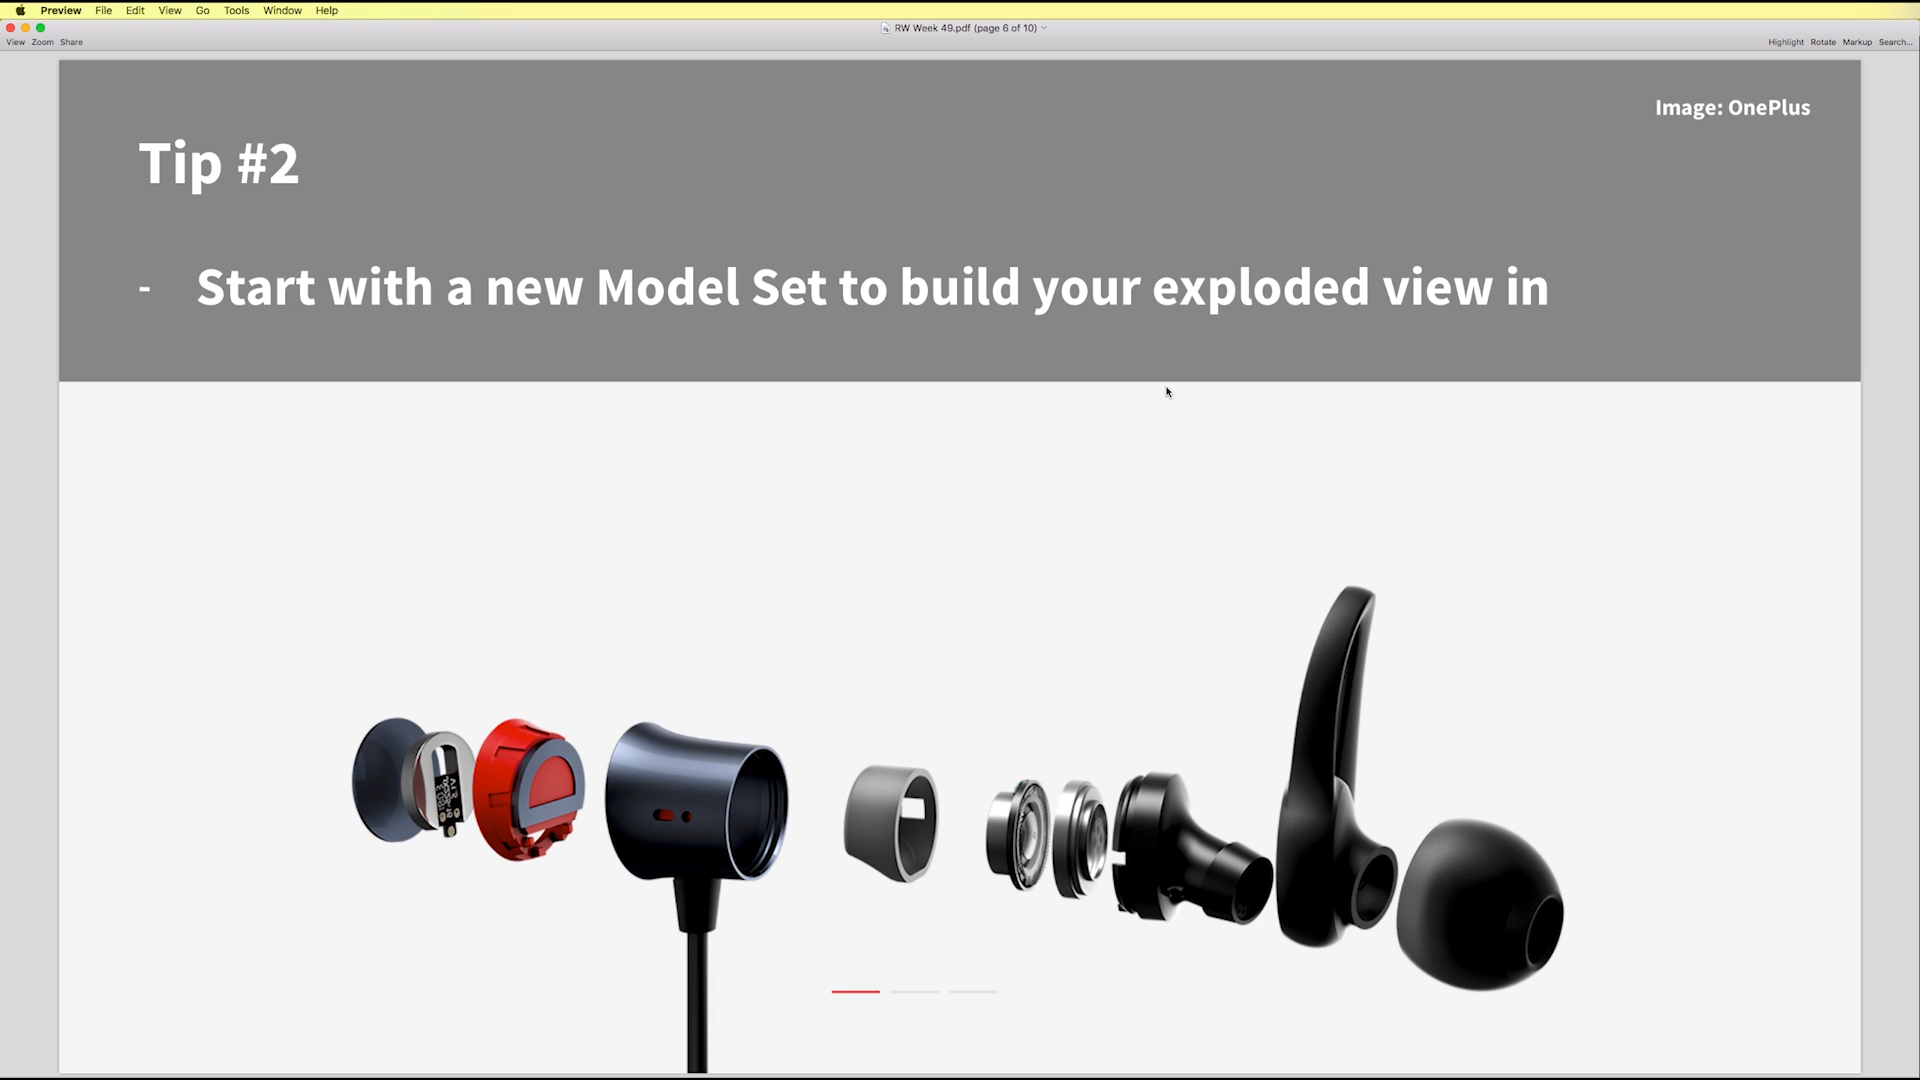 Preview File Edit View Go Tools Window Help
RW Week 49.pdf (page 6 of 10)
View Zoom Share
Highlight Rotate Markup Search...
Image: OnePlus
Tip #2
- Start with a new Model Set to build your exploded view in